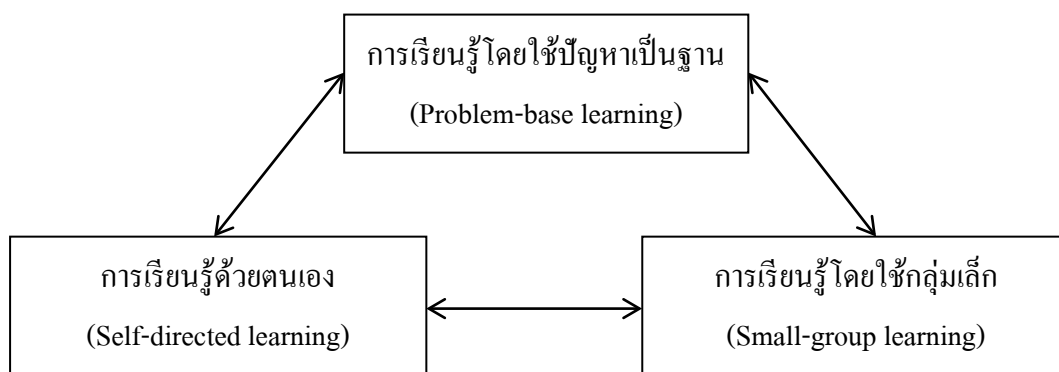 การเรียนรู้โดยใช้ปัญหาเป็นฐาน
(Problem-base learning)
การเรียนรู้ด้วยตนเอง
(Self-directed learning)
การเรียนรู้โดยใช้กลุ่มเล็ก
(Small-group learning)